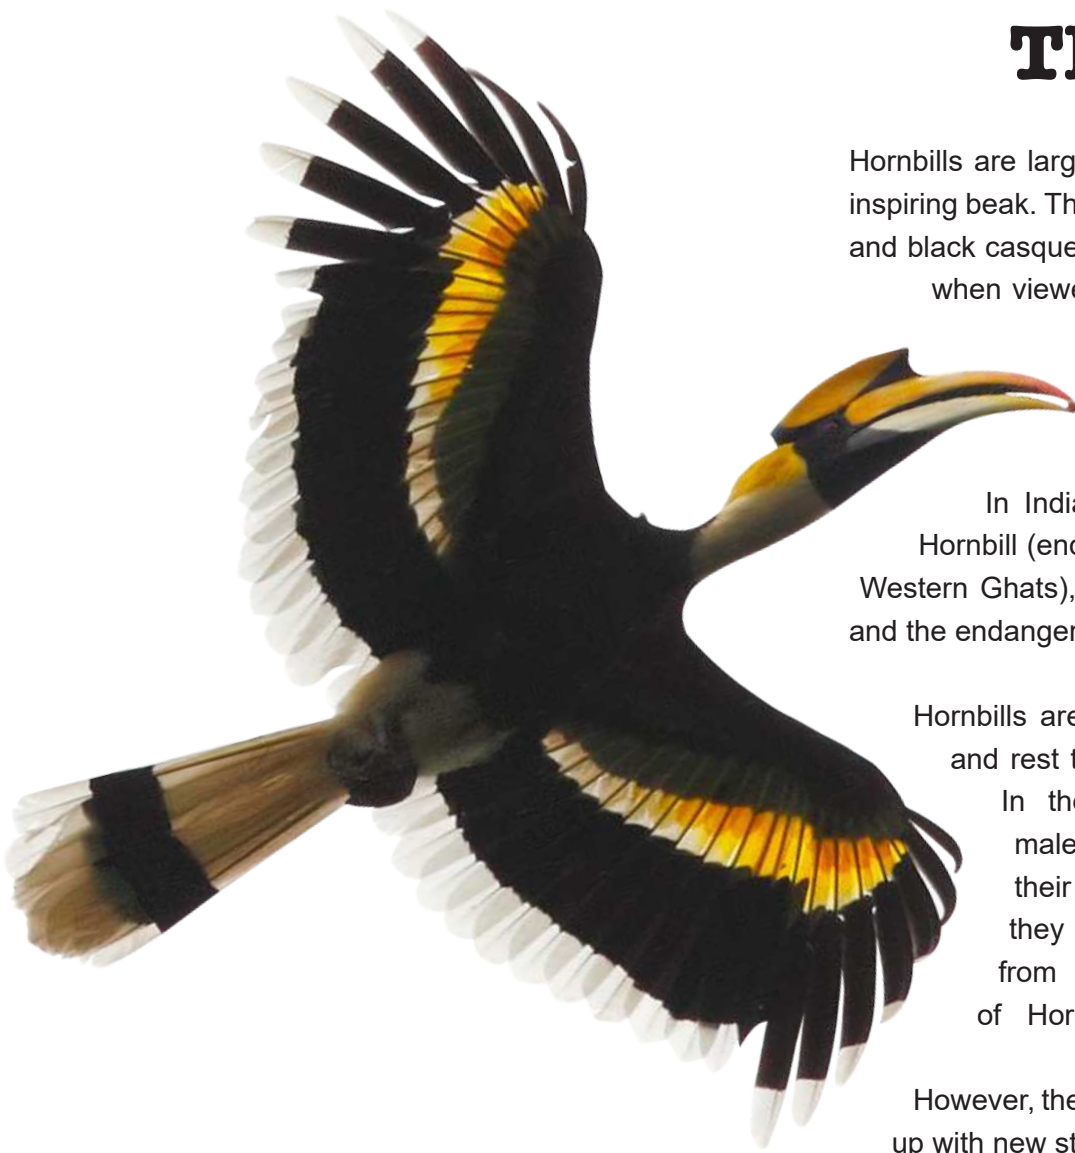 Th
Hornbills are larg
inspiring beak. Th
and black casque
when viewe
In India
Hornbill (end
Western Ghats),
and the endanger
Hornbills are
and rest t
In the
male
their
they
from
of Hor
However, the
up with new st